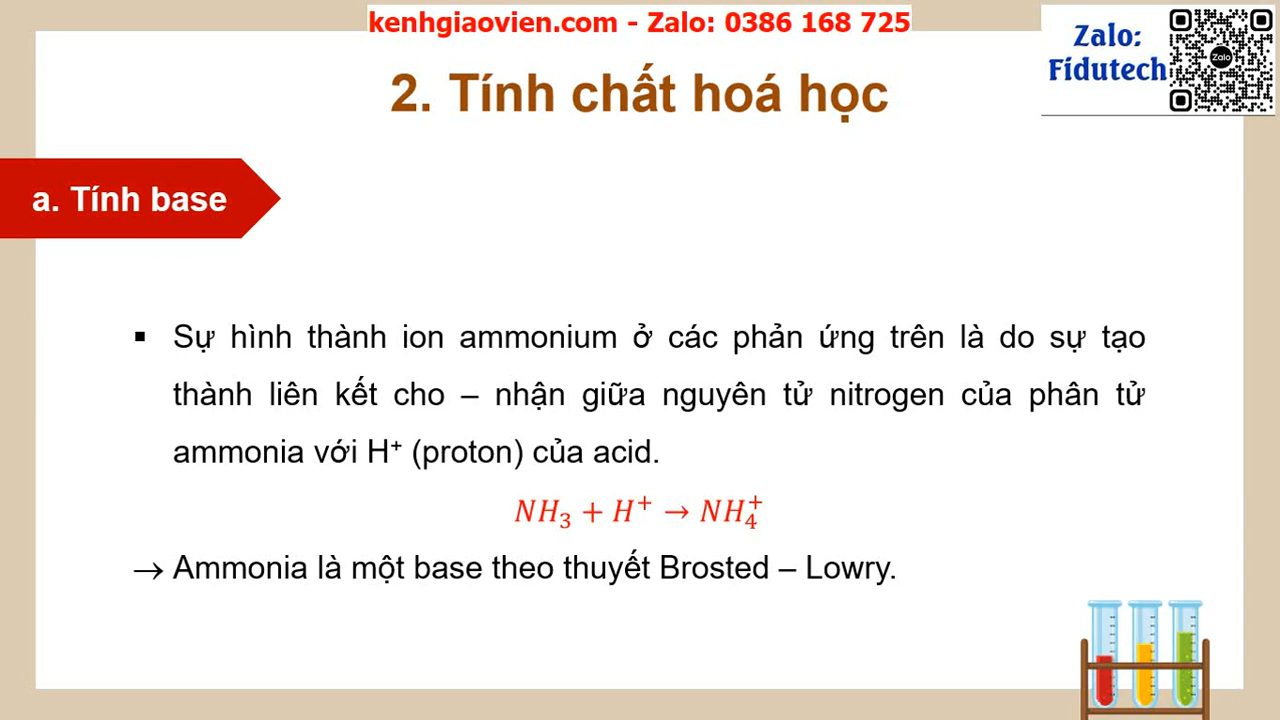 kenhgiaovien.com - Zalo: 0386 168 725
Zalo:
Fidutech
Zalo
2. Tính chất hoá học
a. Tính base
▪ Sự hình thành ion ammonium ở các phản ứng trên là do sự tạo
thành liên kết cho – nhận giữa nguyên tử nitrogen của phân tử
ammonia với H⁺ (proton) của acid.
NH₃ + H⁺ → NH₄⁺
→ Ammonia là một base theo thuyết Brosted – Lowry.